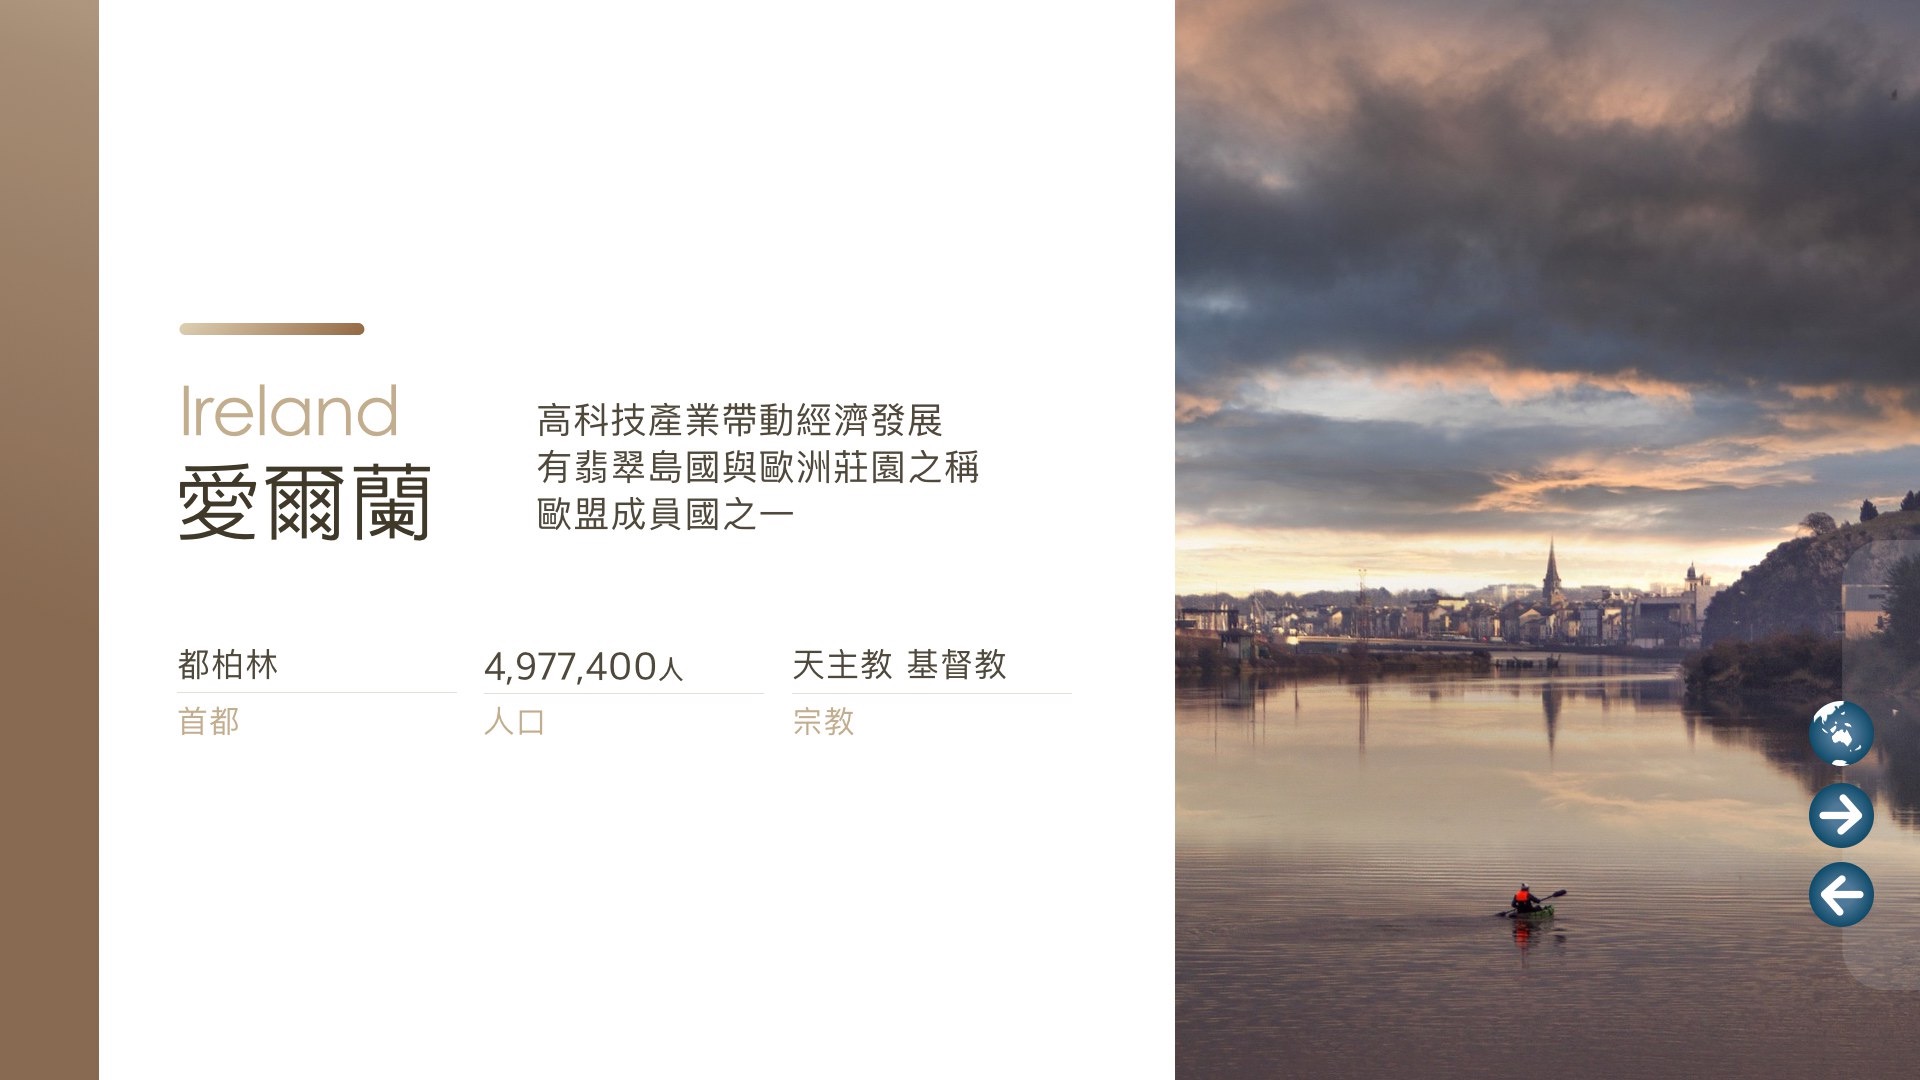 Ireland
愛爾蘭
高科技產業帶動經濟發展
有翡翠島國與歐洲莊園之稱
歐盟成員國之一
都柏林
首都
4,977,400人
人口
天主教 基督教
宗教